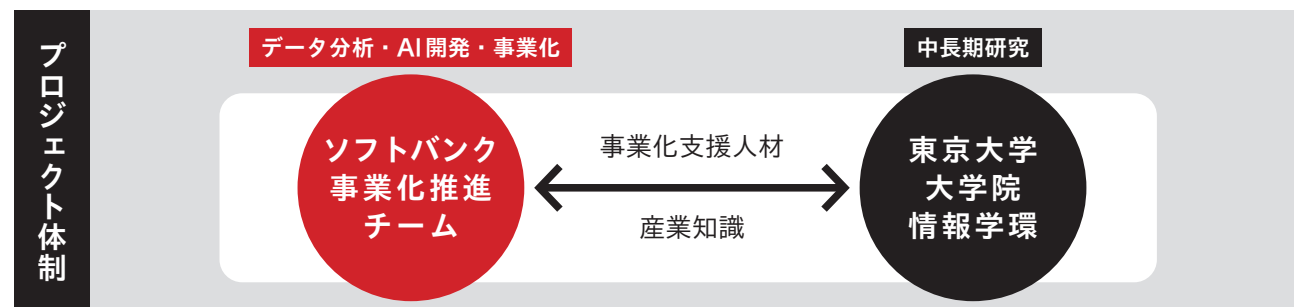 プロジェクト体制
データ分析・AI開発・事業化
中長期研究
ソフトバンク
事業化推進
チーム
事業化支援人材
産業知識
東京大学
大学院
情報学環